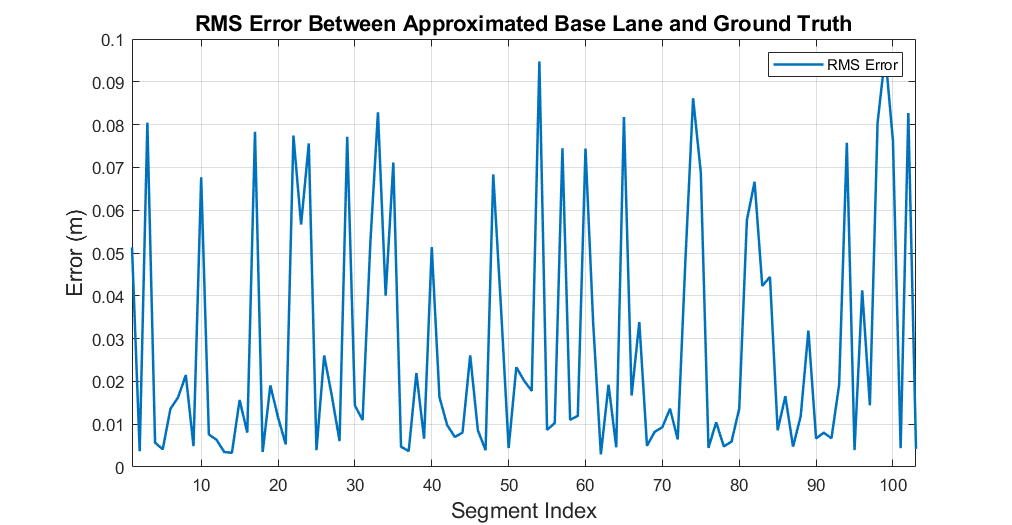 RMS Error Between Approximated Base Lane and Ground Truth
RMS Error
0.1
0.09
0.08
0.07
0.06
0.05
0.04
0.03
0.02
0.01
0
Error (m)
10 20 30 40 50 60 70 80 90 100
Segment Index